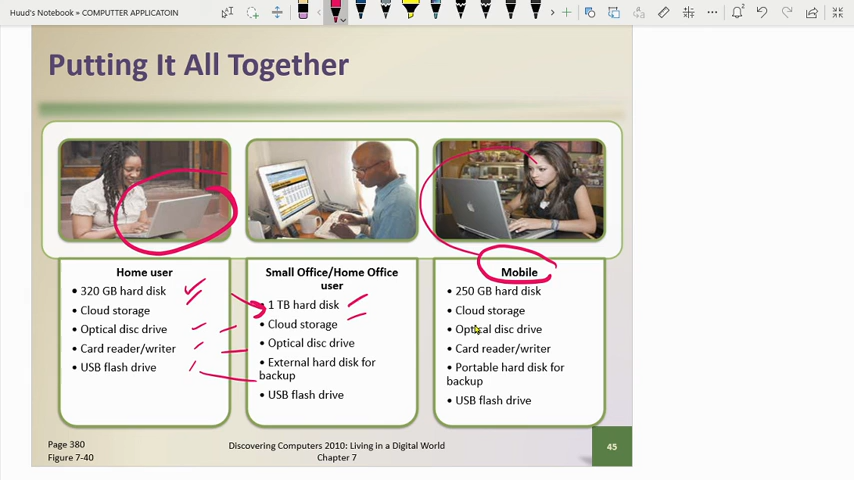 Huud's Notebook » COMPUTTER APPLICATOIN
Putting It All Together
Home user
• 320 GB hard disk
• Cloud storage
• Optical disc drive
• Card reader/writer
• USB flash drive
Small Office/Home Office
user
• 1 TB hard disk
• Cloud storage
• Optical disc drive
• External hard disk for
backup
• USB flash drive
Mobile
• 250 GB hard disk
• Cloud storage
• Optical disc drive
• Card reader/writer
• Portable hard disk for
backup
• USB flash drive
Page 380
Figure 7-40
Discovering Computers 2010: Living in a Digital World
Chapter 7
45